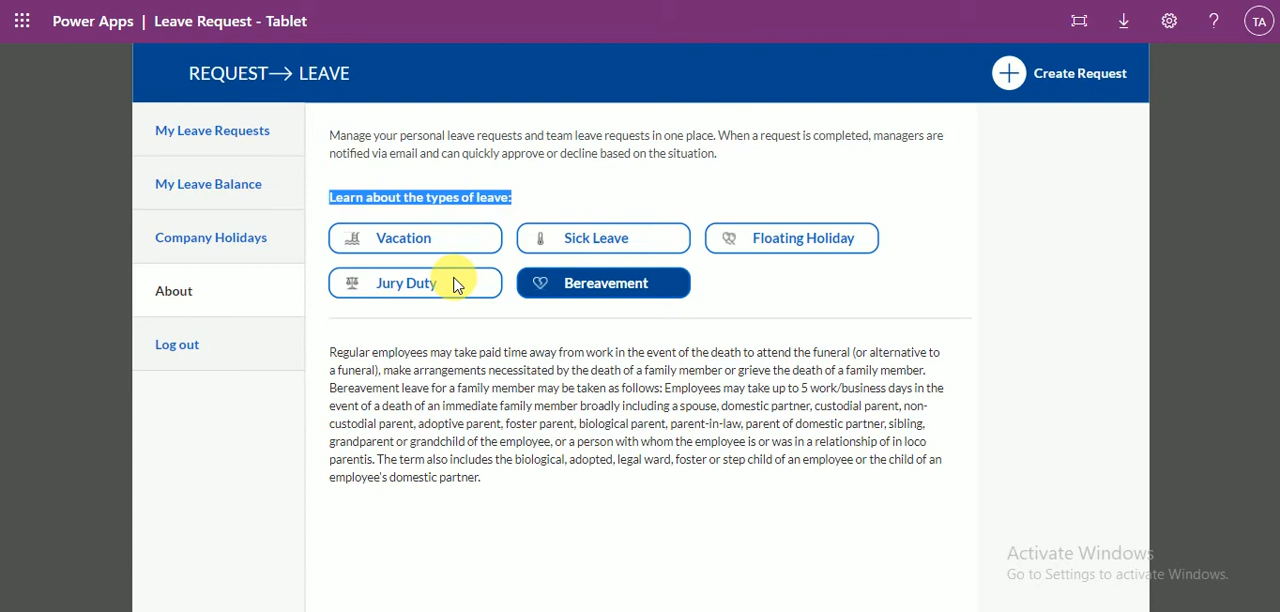 Power Apps | Leave Request - Tablet
? TA
REQUEST→ LEAVE
Create Request
My Leave Requests
My Leave Balance
Company Holidays
About
Log out
Manage your personal leave requests and team leave requests in one place. When a request is completed, managers are
notified via email and can quickly approve or decline based on the situation.
Learn about the types of leave:
Vacation
Sick Leave
Floating Holiday
Jury Duty
Bereavement
Regular employees may take paid time away from work in the event of the death to attend the funeral (or alternative to
a funeral), make arrangements necessitated by the death of a family member or grieve the death of a family member.
Bereavement leave for a family member may be taken as follows: Employees may take up to 5 work/business days in the
event of a death of an immediate family member broadly including a spouse, domestic partner, custodial parent, non-
custodial parent, adoptive parent, foster parent, biological parent, parent-in-law, parent of domestic partner, sibling,
grandparent or grandchild of the employee, or a person with whom the employee is or was in a relationship of in loco
parentis. The term also includes the biological, adopted, legal ward, foster or step child of an employee or the child of an
employee's domestic partner.
Activate Windows
Go to Settings to activate Windows.